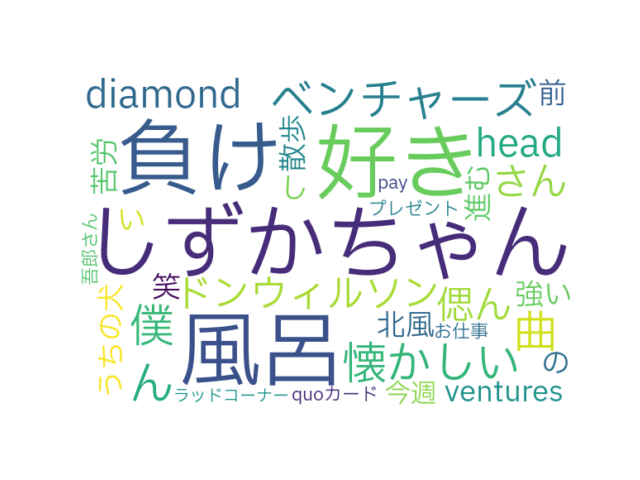 diamond
ベンチャーズ
前
苦労
負け
散歩
好き
head
し
pay
進む
さん
プレゼント
しずかちゃん
吾郎さん
い
笑
ドンウィルソン
偲ん
強い
うちの犬
僕
風呂
北風
お仕事
曲
ん
懐かしい
の
ラッドコーナー
quoカード
今週
ventures